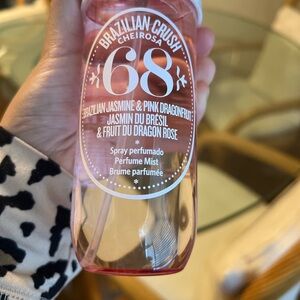 BRAZILIAN CRUSH
CHEIROSA
68
BRAZILIAN JASMINE & PINK DRAGONFRUIT
JASMIN DU BRÉSIL
& FRUIT DU DRAGON ROSE
Spray perfumado
Perfume Mist
Brume parfumée